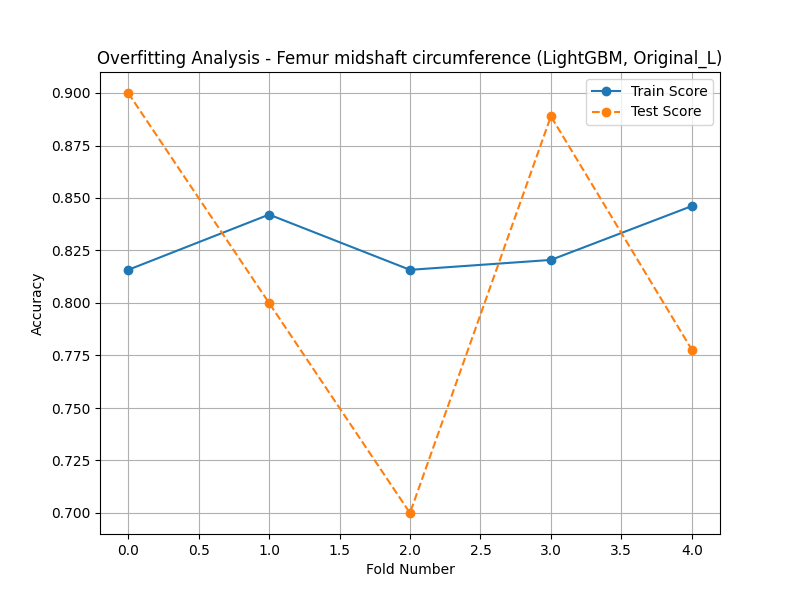 Overfitting Analysis - Femur midshaft circumference (LightGBM, Original_L)
Train Score
Test Score
0.900
0.875
0.850
0.825
0.800
0.775
0.750
0.725
0.700
Accuracy
0.0 0.5 1.0 1.5 2.0 2.5 3.0 3.5 4.0
Fold Number